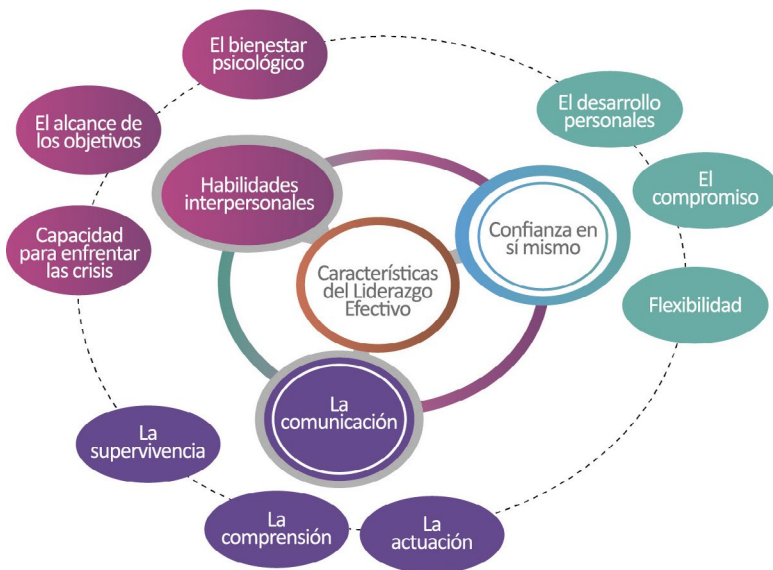 El bienestar
psicológico
El alcance de
los objetivos
Capacidad
para enfrentar
las crisis
Habilidades
interpersonales
Características
del Liderazgo
Efectivo
Confianza en
sí mismo
El desarrollo
personales
El
compromiso
Flexibilidad
La
comunicación
La
supervivencia
La
comprensión
La
actuación